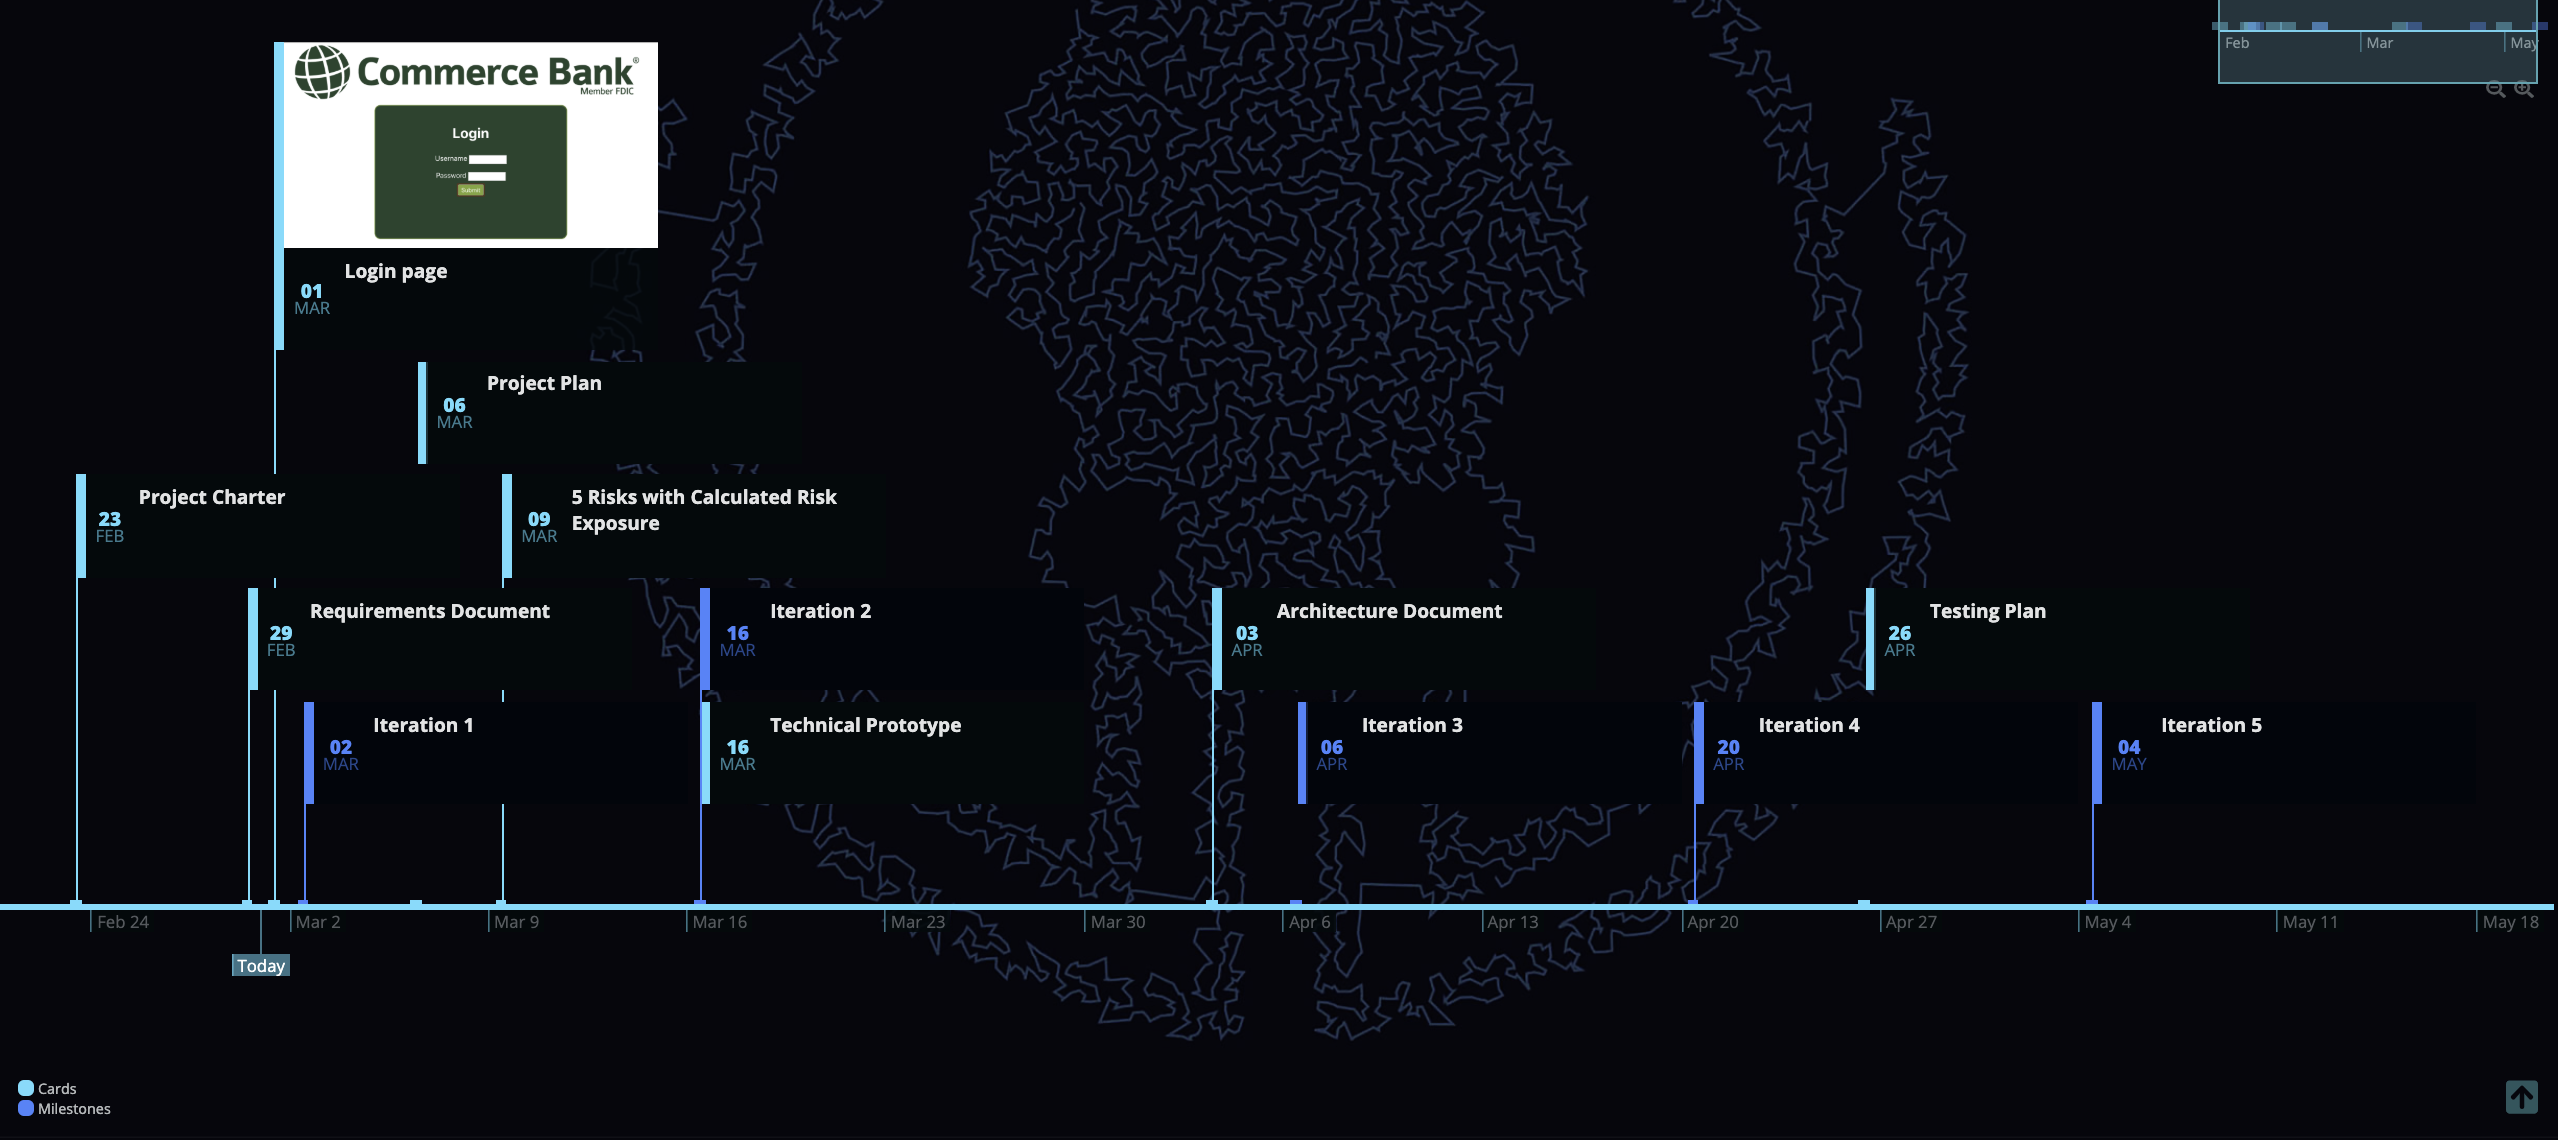 Feb
Mar
May
Commerce Bank®
Member FDIC
Login
Username
Password
Submit
Login page
01
MAR
Project Plan
06
MAR
Project Charter
23
FEB
5 Risks with Calculated Risk
Exposure
09
MAR
Requirements Document
29
FEB
Iteration 2
16
MAR
Architecture Document
03
APR
Testing Plan
26
APR
Iteration 1
02
MAR
Technical Prototype
16
MAR
Iteration 3
06
APR
Iteration 4
20
APR
Iteration 5
04
MAY
Feb 24
Mar 2
Mar 9
Mar 16
Mar 23
Mar 30
Apr 6
Apr 13
Apr 20
Apr 27
May 4
May 11
May 18
Today
Cards
Milestones